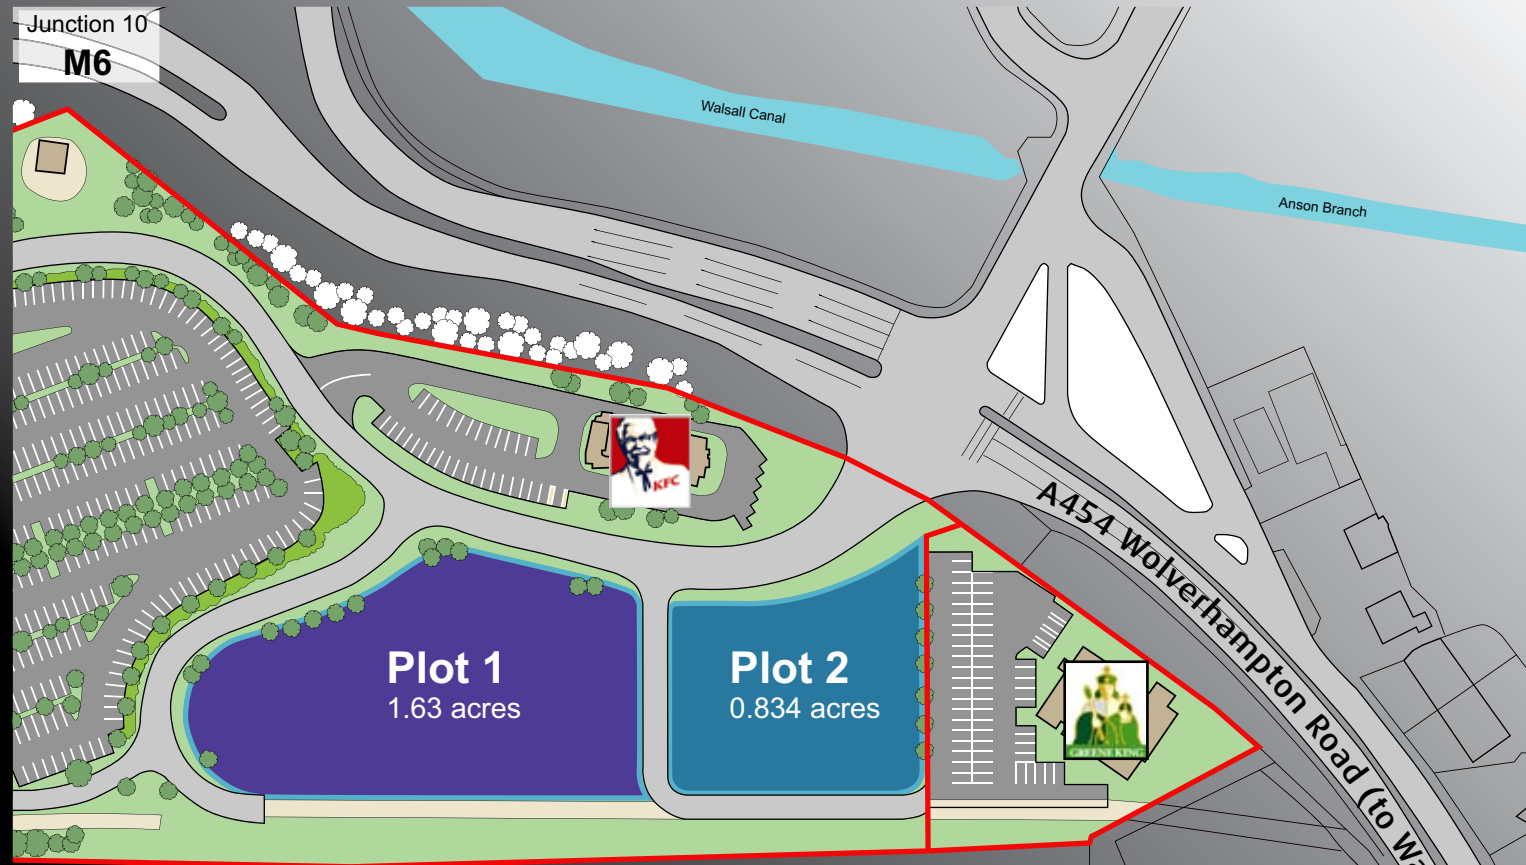 Junction 10
M6
Walsall Canal
Anson Branch
KFC
A454 Wolverhampton Road (to Wa
Plot 1
1.63 acres
Plot 2
0.834 acres
GREENE KING